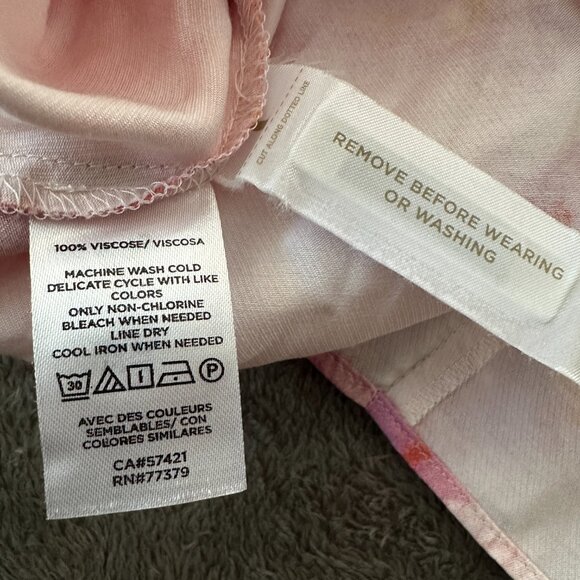 CUT ALONG DOTTED LINE
REMOVE BEFORE WEARING
OR WASHING
100% VISCOSE/ VISCOSA
MACHINE WASH COLD
DELICATE CYCLE WITH LIKE
COLORS
ONLY NON-CHLORINE
BLEACH WHEN NEEDED
LINE DRY
COOL IRON WHEN NEEDED
30 P
AVEC DES COULEURS
SEMBLABLES/ CON
COLORES SIMILARES
CA#57421
RN#77379